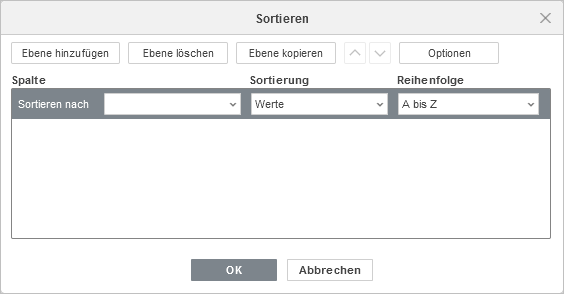 Sortieren
Ebene hinzufügen Ebene löschen Ebene kopieren Optionen
Spalte Sortierung Reihenfolge
Sortieren nach Werte A bis Z
OK Abbrechen